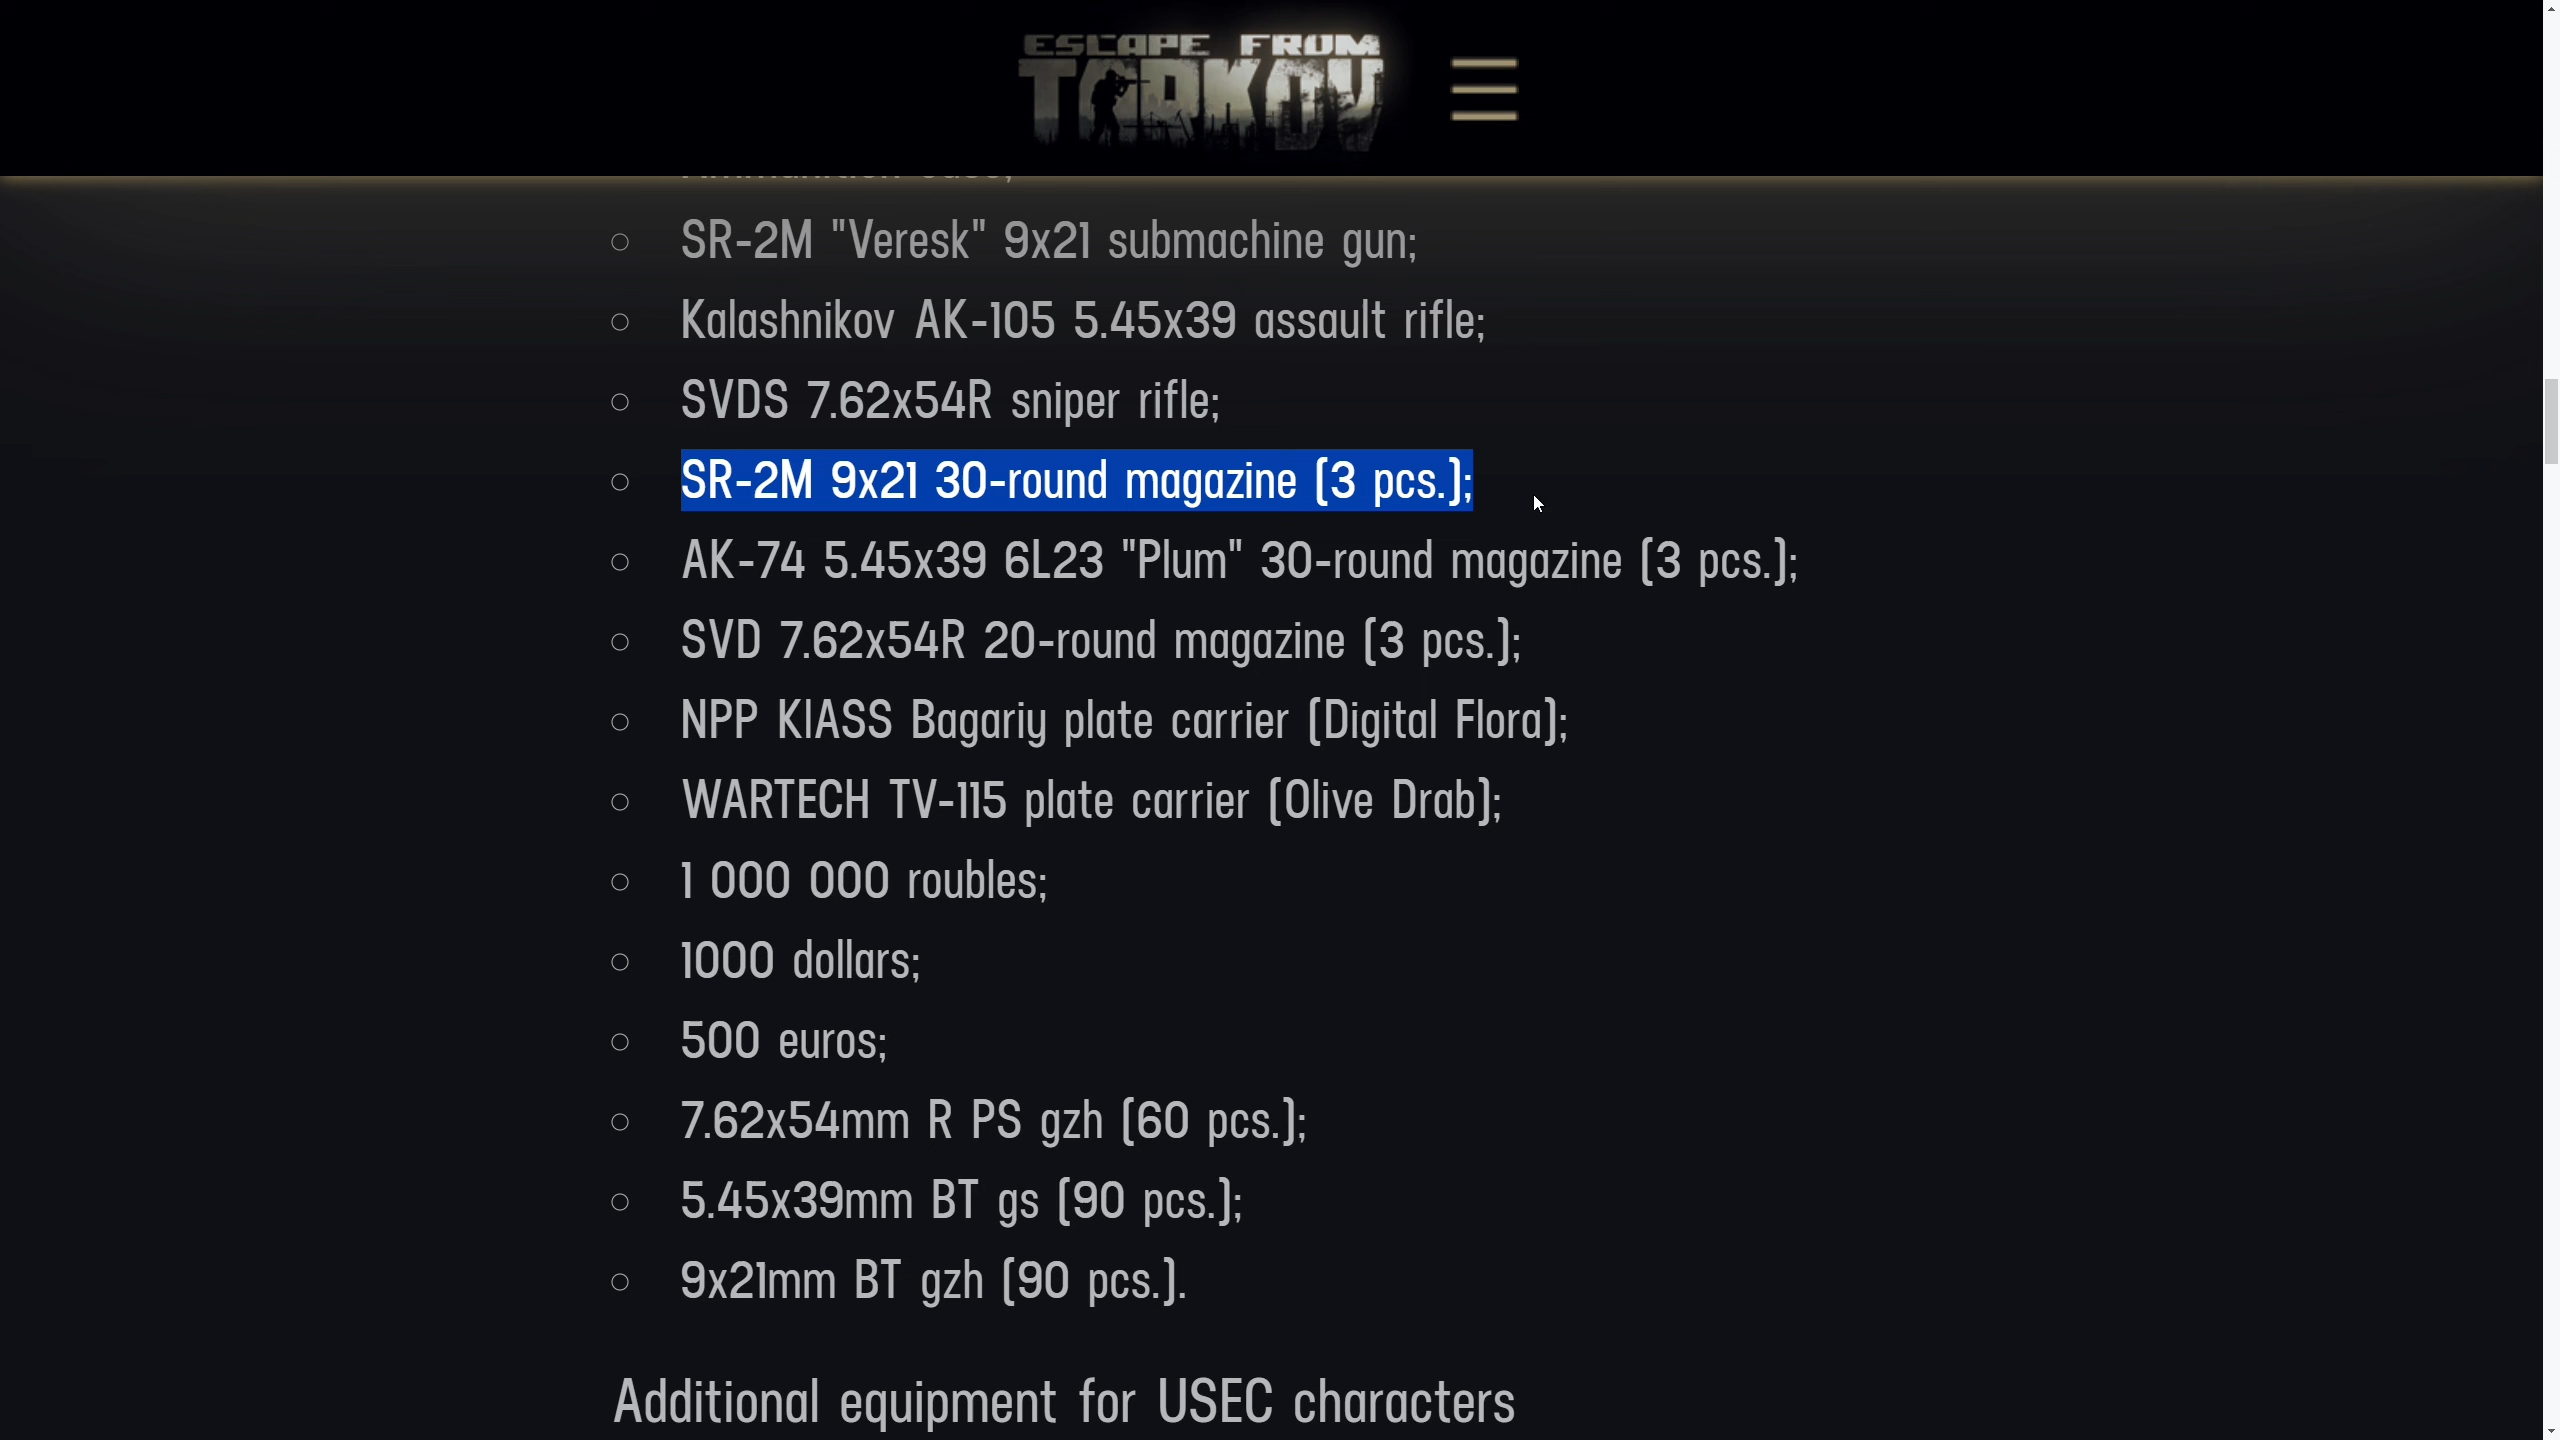 ESCAPE FROM
TARKOV
SR-2M "Veresk" 9x21 submachine gun;
Kalashnikov AK-105 5.45x39 assault rifle;
SVDS 7.62x54R sniper rifle;
SR-2M 9x21 30-round magazine (3 pcs.);
AK-74 5.45x39 6L23 "Plum" 30-round magazine (3 pcs.);
SVD 7.62x54R 20-round magazine (3 pcs.);
NPP KIASS Bagariy plate carrier (Digital Flora);
WARTECH TV-115 plate carrier (Olive Drab);
1 000 000 roubles;
1000 dollars;
500 euros;
7.62x54mm R PS gzh (60 pcs.);
5.45x39mm BT gs (90 pcs.);
9x21mm BT gzh (90 pcs.).
Additional equipment for USEC characters